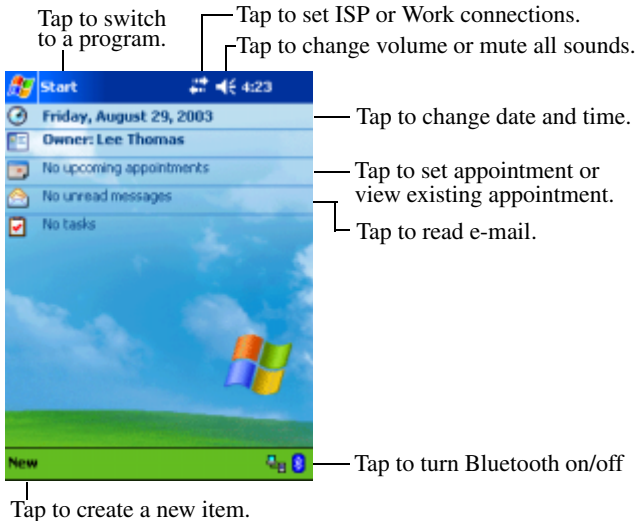 Tap to switch
to a program.
Tap to set ISP or Work connections.
Tap to change volume or mute all sounds.
Start 4:23
Friday, August 29, 2003
Tap to change date and time.
Owner: Lee Thomas
No upcoming appointments
Tap to set appointment or
view existing appointment.
No unread messages
Tap to read e-mail.
No tasks
New
Tap to turn Bluetooth on/off
Tap to create a new item.